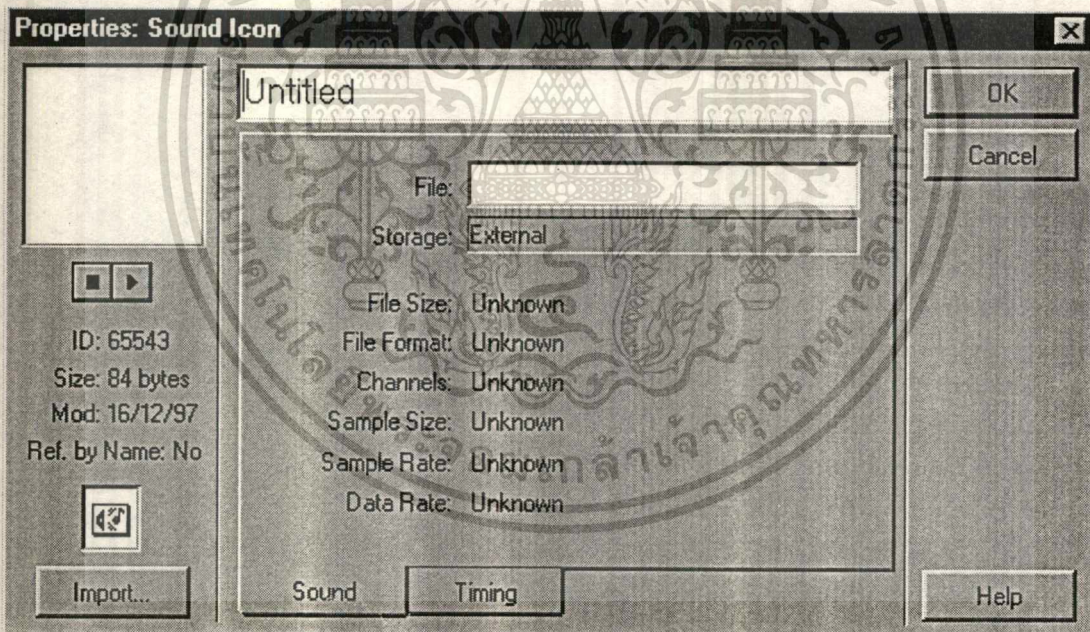 Properties: Sound Icon
Untitled
OK
Cancel
File:
Storage: External
File Size: Unknown
File Format: Unknown
Channels: Unknown
Sample Size: Unknown
Sample Rate: Unknown
Data Rate: Unknown
ID: 65543
Size: 84 bytes
Mod: 16/12/97
Ref. by Name: No
Import...
Sound
Timing
Help